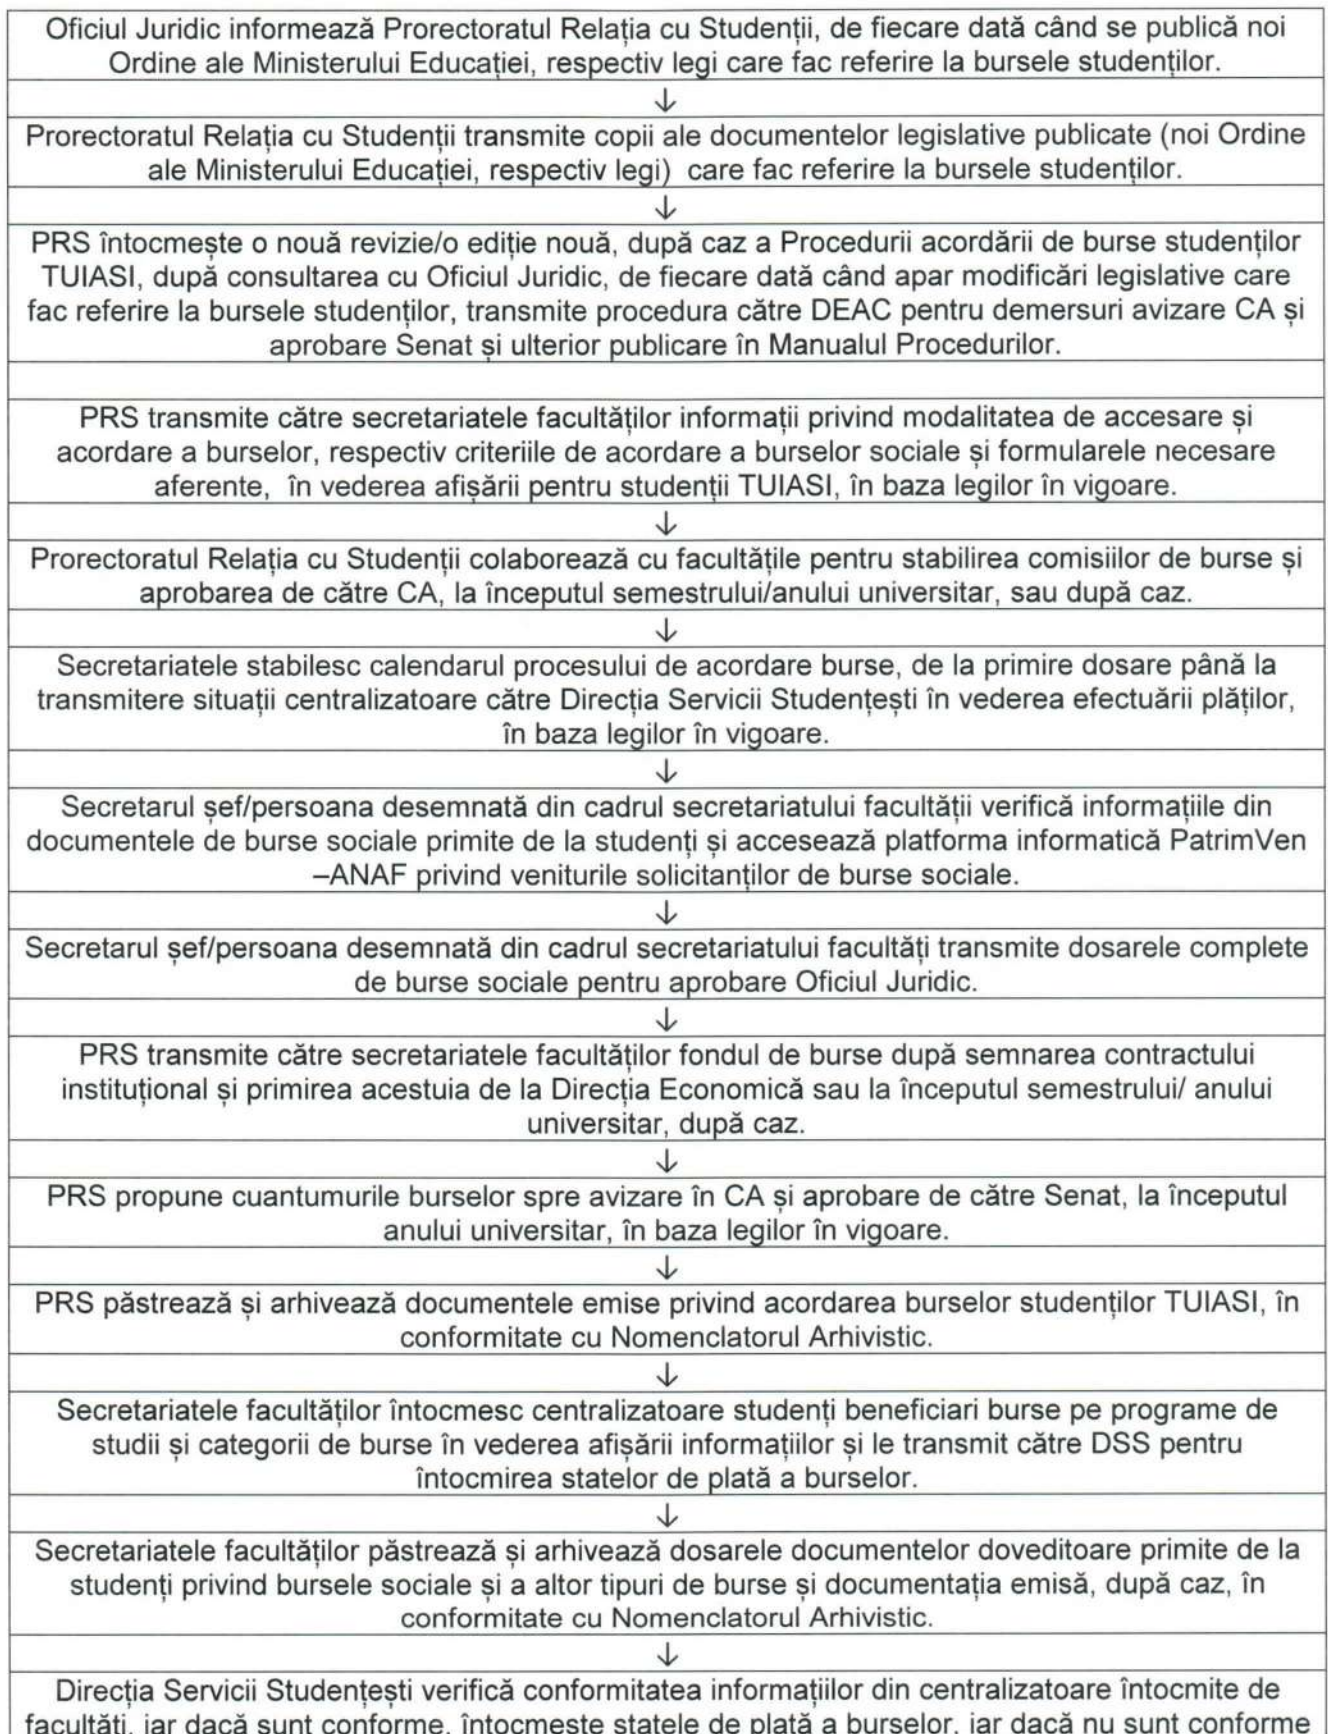 Oficiul Juridic informează Prorectoratul Relația cu Studenții, de fiecare dată când se publică noi
Ordine ale Ministerului Educației, respectiv legi care fac referire la bursele studenților.
↓
Prorectoratul Relația cu Studenții transmite copii ale documentelor legislative publicate (noi Ordine
ale Ministerului Educației, respectiv legi) care fac referire la bursele studenților.
↓
PRS întocmește o nouă revizie/o ediție nouă, după caz a Procedurii acordării de burse studenților
TUIASI, după consultarea cu Oficiul Juridic, de fiecare dată când apar modificări legislative care
fac referire la bursele studenților, transmite procedura către DEAC pentru demersuri avizare CA și
aprobare Senat și ulterior publicare în Manualul Procedurilor.
PRS transmite către secretariatele facultăților informații privind modalitatea de accesare și
acordare a burselor, respectiv criteriile de acordare a burselor sociale și formularele necesare
aferente, în vederea afișării pentru studenții TUIASI, în baza legilor în vigoare.
↓
Prorectoratul Relația cu Studenții colaborează cu facultățile pentru stabilirea comisiilor de burse și
aprobarea de către CA, la începutul semestrului/anului universitar, sau după caz.
↓
Secretariatele stabilesc calendarul procesului de acordare burse, de la primire dosare până la
transmitere situații centralizatoare către Direcția Servicii Studențești în vederea efectuării plăților,
în baza legilor în vigoare.
↓
Secretarul șef/persoana desemnată din cadrul secretariatului facultății verifică informațiile din
documentele de burse sociale primite de la studenți și accesează platforma informatică PatrimVen
–ANAF privind veniturile solicitanților de burse sociale.
↓
Secretarul șef/persoana desemnată din cadrul secretariatului facultăți transmite dosarele complete
de burse sociale pentru aprobare Oficiul Juridic.
↓
PRS transmite către secretariatele facultăților fondul de burse după semnarea contractului
instituțional și primirea acestuia de la Direcția Economică sau la începutul semestrului/ anului
universitar, după caz.
↓
PRS propune cuantumurile burselor spre avizare în CA și aprobare de către Senat, la începutul
anului universitar, în baza legilor în vigoare.
↓
PRS păstrează și arhivează documentele emise privind acordarea burselor studenților TUIASI, în
conformitate cu Nomenclatorul Arhivistic.
↓
Secretariatele facultăților întocmesc centralizatoare studenți beneficiari burse pe programe de
studii și categorii de burse în vederea afișării informațiilor și le transmit către DSS pentru
întocmirea statelor de plată a burselor.
↓
Secretariatele facultăților păstrează și arhivează dosarele documentelor doveditoare primite de la
studenți privind bursele sociale și a altor tipuri de burse și documentația emisă, după caz, în
conformitate cu Nomenclatorul Arhivistic.
↓
Direcția Servicii Studențești verifică conformitatea informațiilor din centralizatoare întocmite de
facultăți, iar dacă sunt conforme, întocmește statele de plată a burselor, iar dacă nu sunt conforme